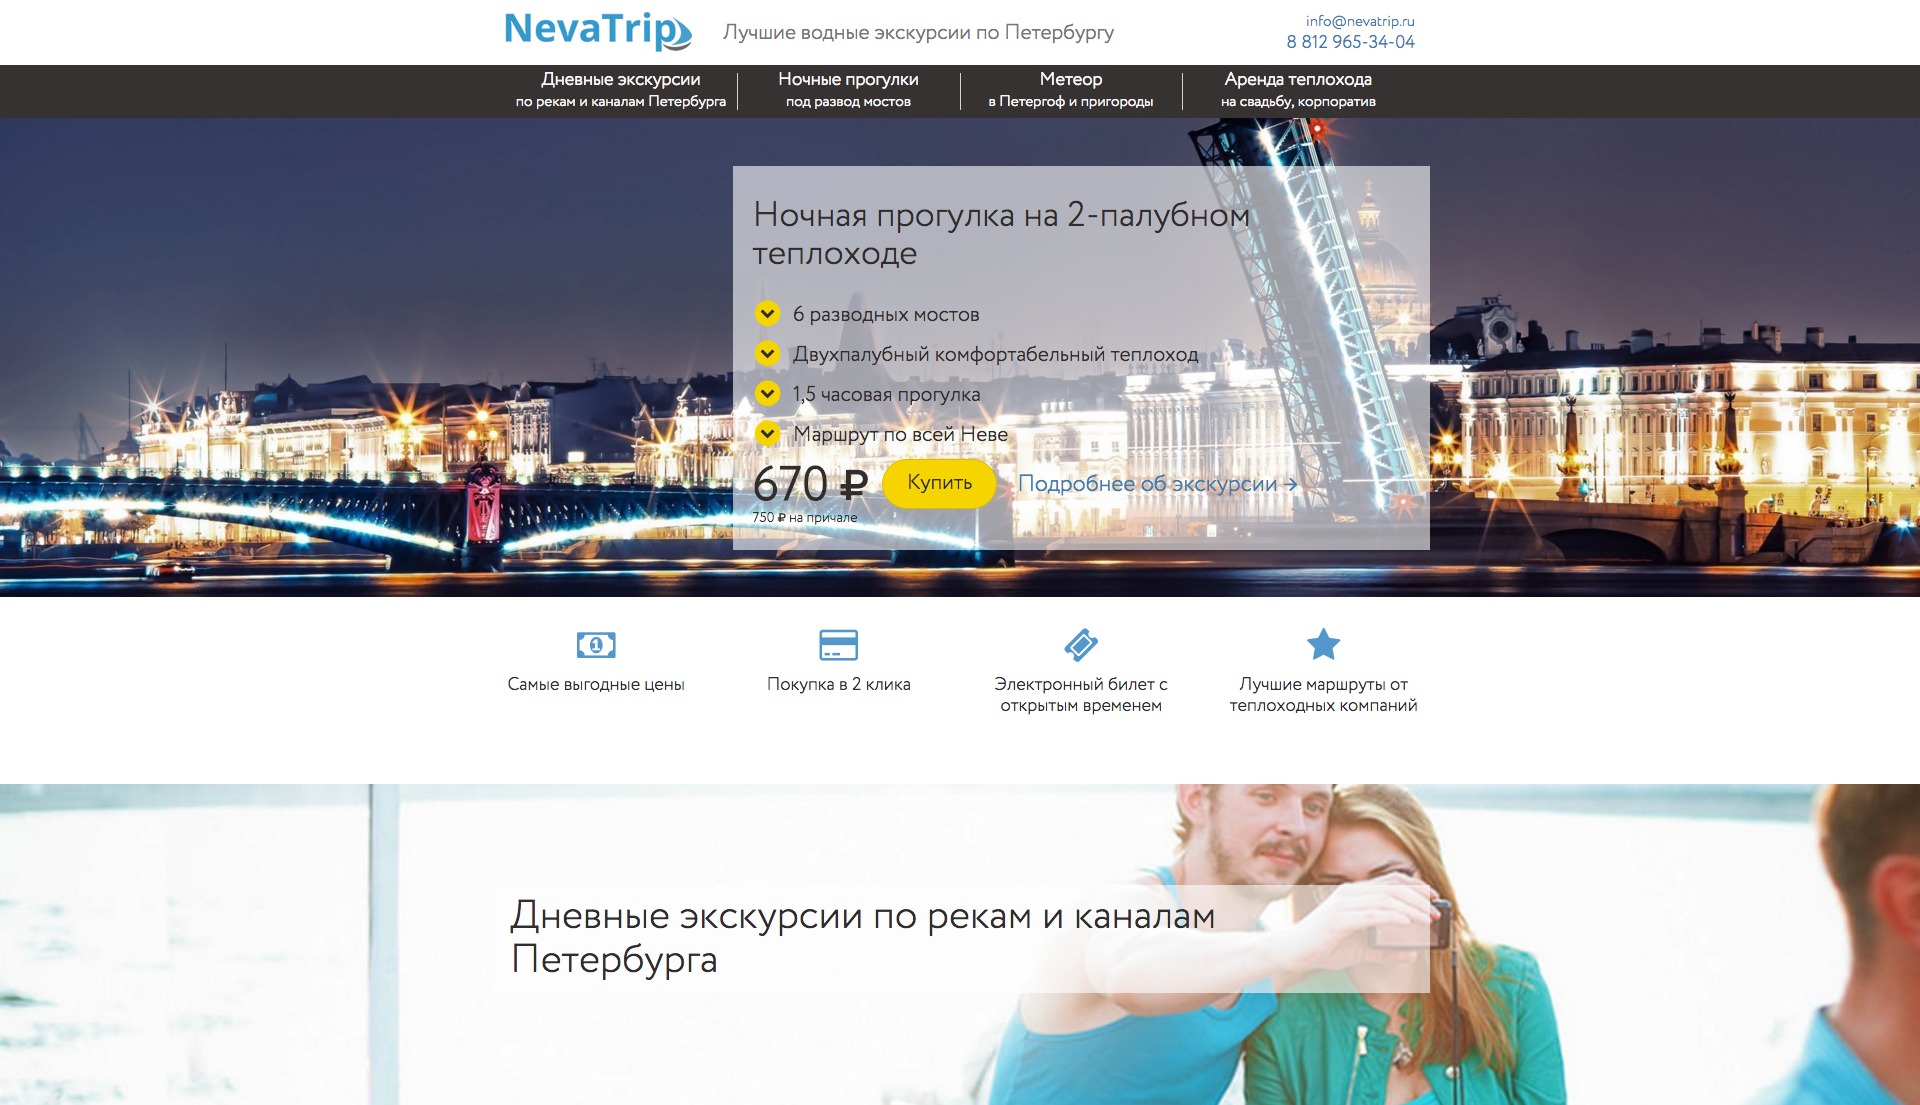 NevaTrip
Лучшие водные экскурсии по Петербургу
info@nevatrip.ru
8 812 965-34-04
Дневные экскурсии
по рекам и каналам Петербурга
Ночные прогулки
под развод мостов
Метеор
в Петергоф и пригороды
Аренда теплохода
на свадьбу, корпоратив
Ночная прогулка на 2-палубном
теплоходе
6 разводных мостов
Двухпалубный комфортабельный теплоход
1,5 часовая прогулка
Маршрут по всей Неве
670 ₽
Купить
Подробнее об экскурсии →
750 ₽ на причале
1
Самые выгодные цены
Покупка в 2 клика
Электронный билет с
открытым временем
Лучшие маршруты от
теплоходных компаний
Дневные экскурсии по рекам и каналам
Петербурга